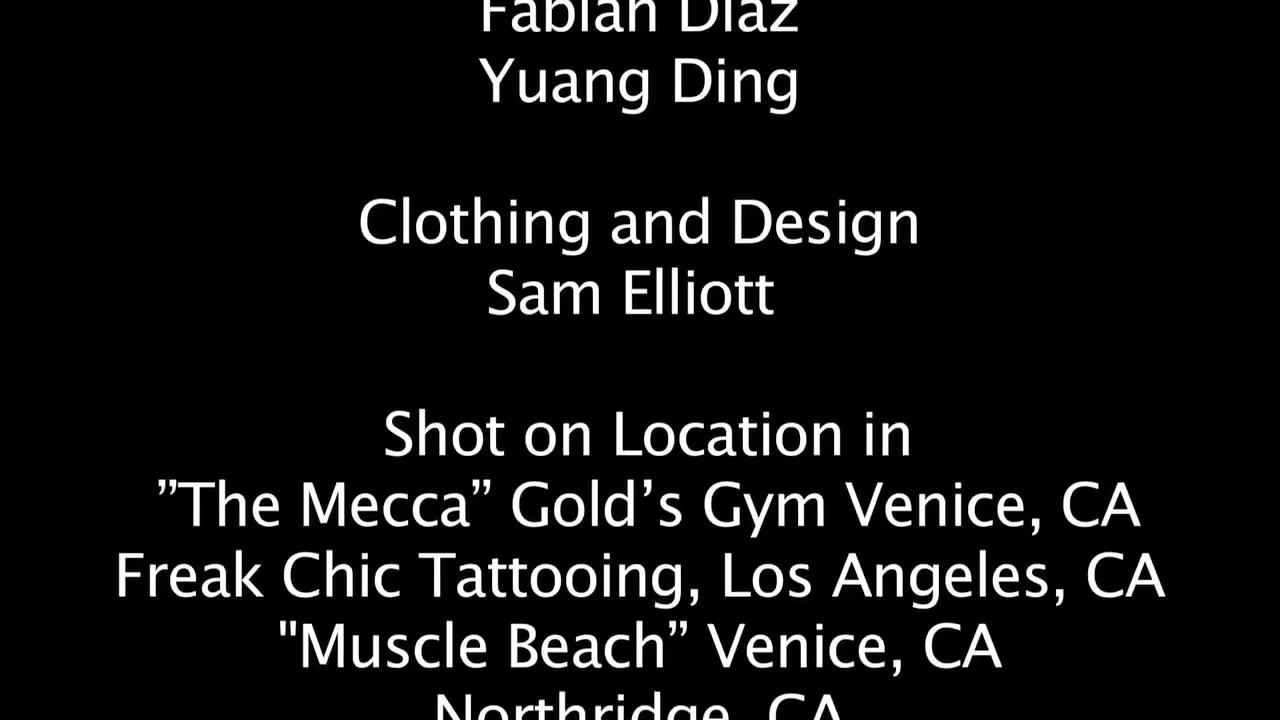 Fabian Diaz
Yuang Ding
Clothing and Design
Sam Elliott
Shot on Location in
”The Mecca” Gold’s Gym Venice, CA
Freak Chic Tattooing, Los Angeles, CA
"Muscle Beach” Venice, CA
Northridge, CA